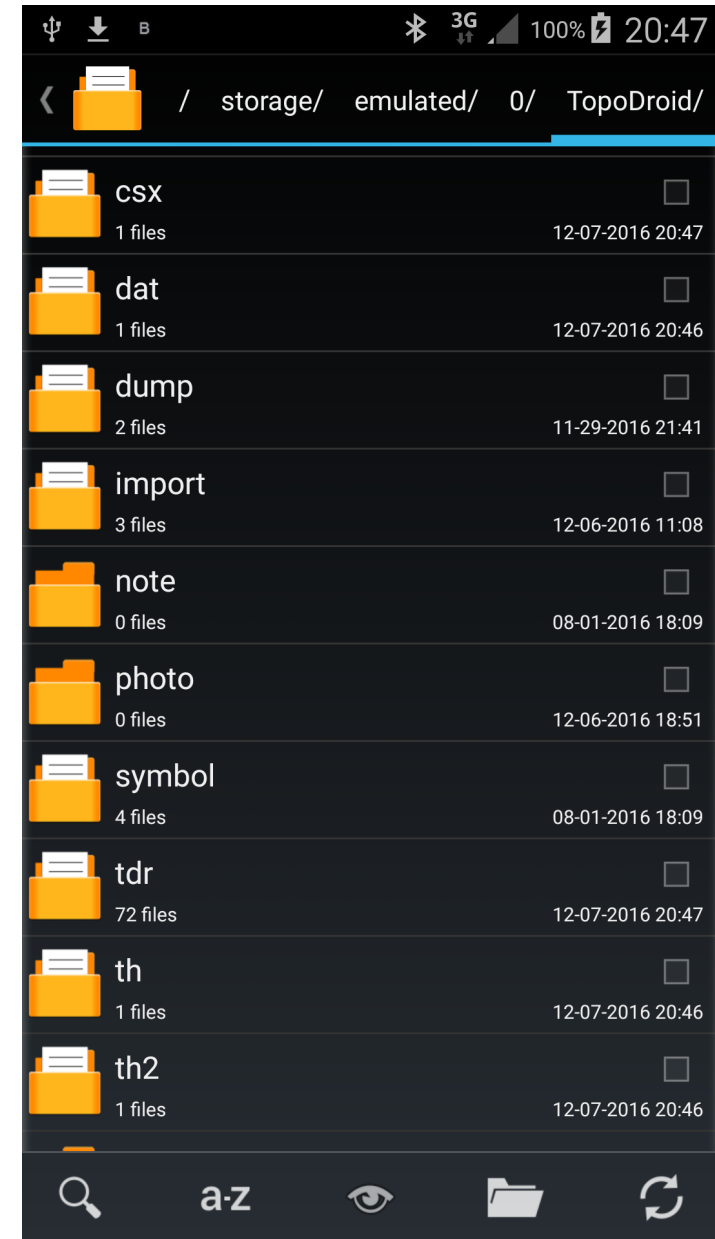 B 3G 100% 20:47
/ storage/ emulated/ 0/ TopoDroid/
csx
1 files 12-07-2016 20:47
dat
1 files 12-07-2016 20:46
dump
2 files 11-29-2016 21:41
import
3 files 12-06-2016 11:08
note
0 files 08-01-2016 18:09
photo
0 files 12-06-2016 18:51
symbol
4 files 08-01-2016 18:09
tdr
72 files 12-07-2016 20:47
th
1 files 12-07-2016 20:46
th2
1 files 12-07-2016 20:46
a-z